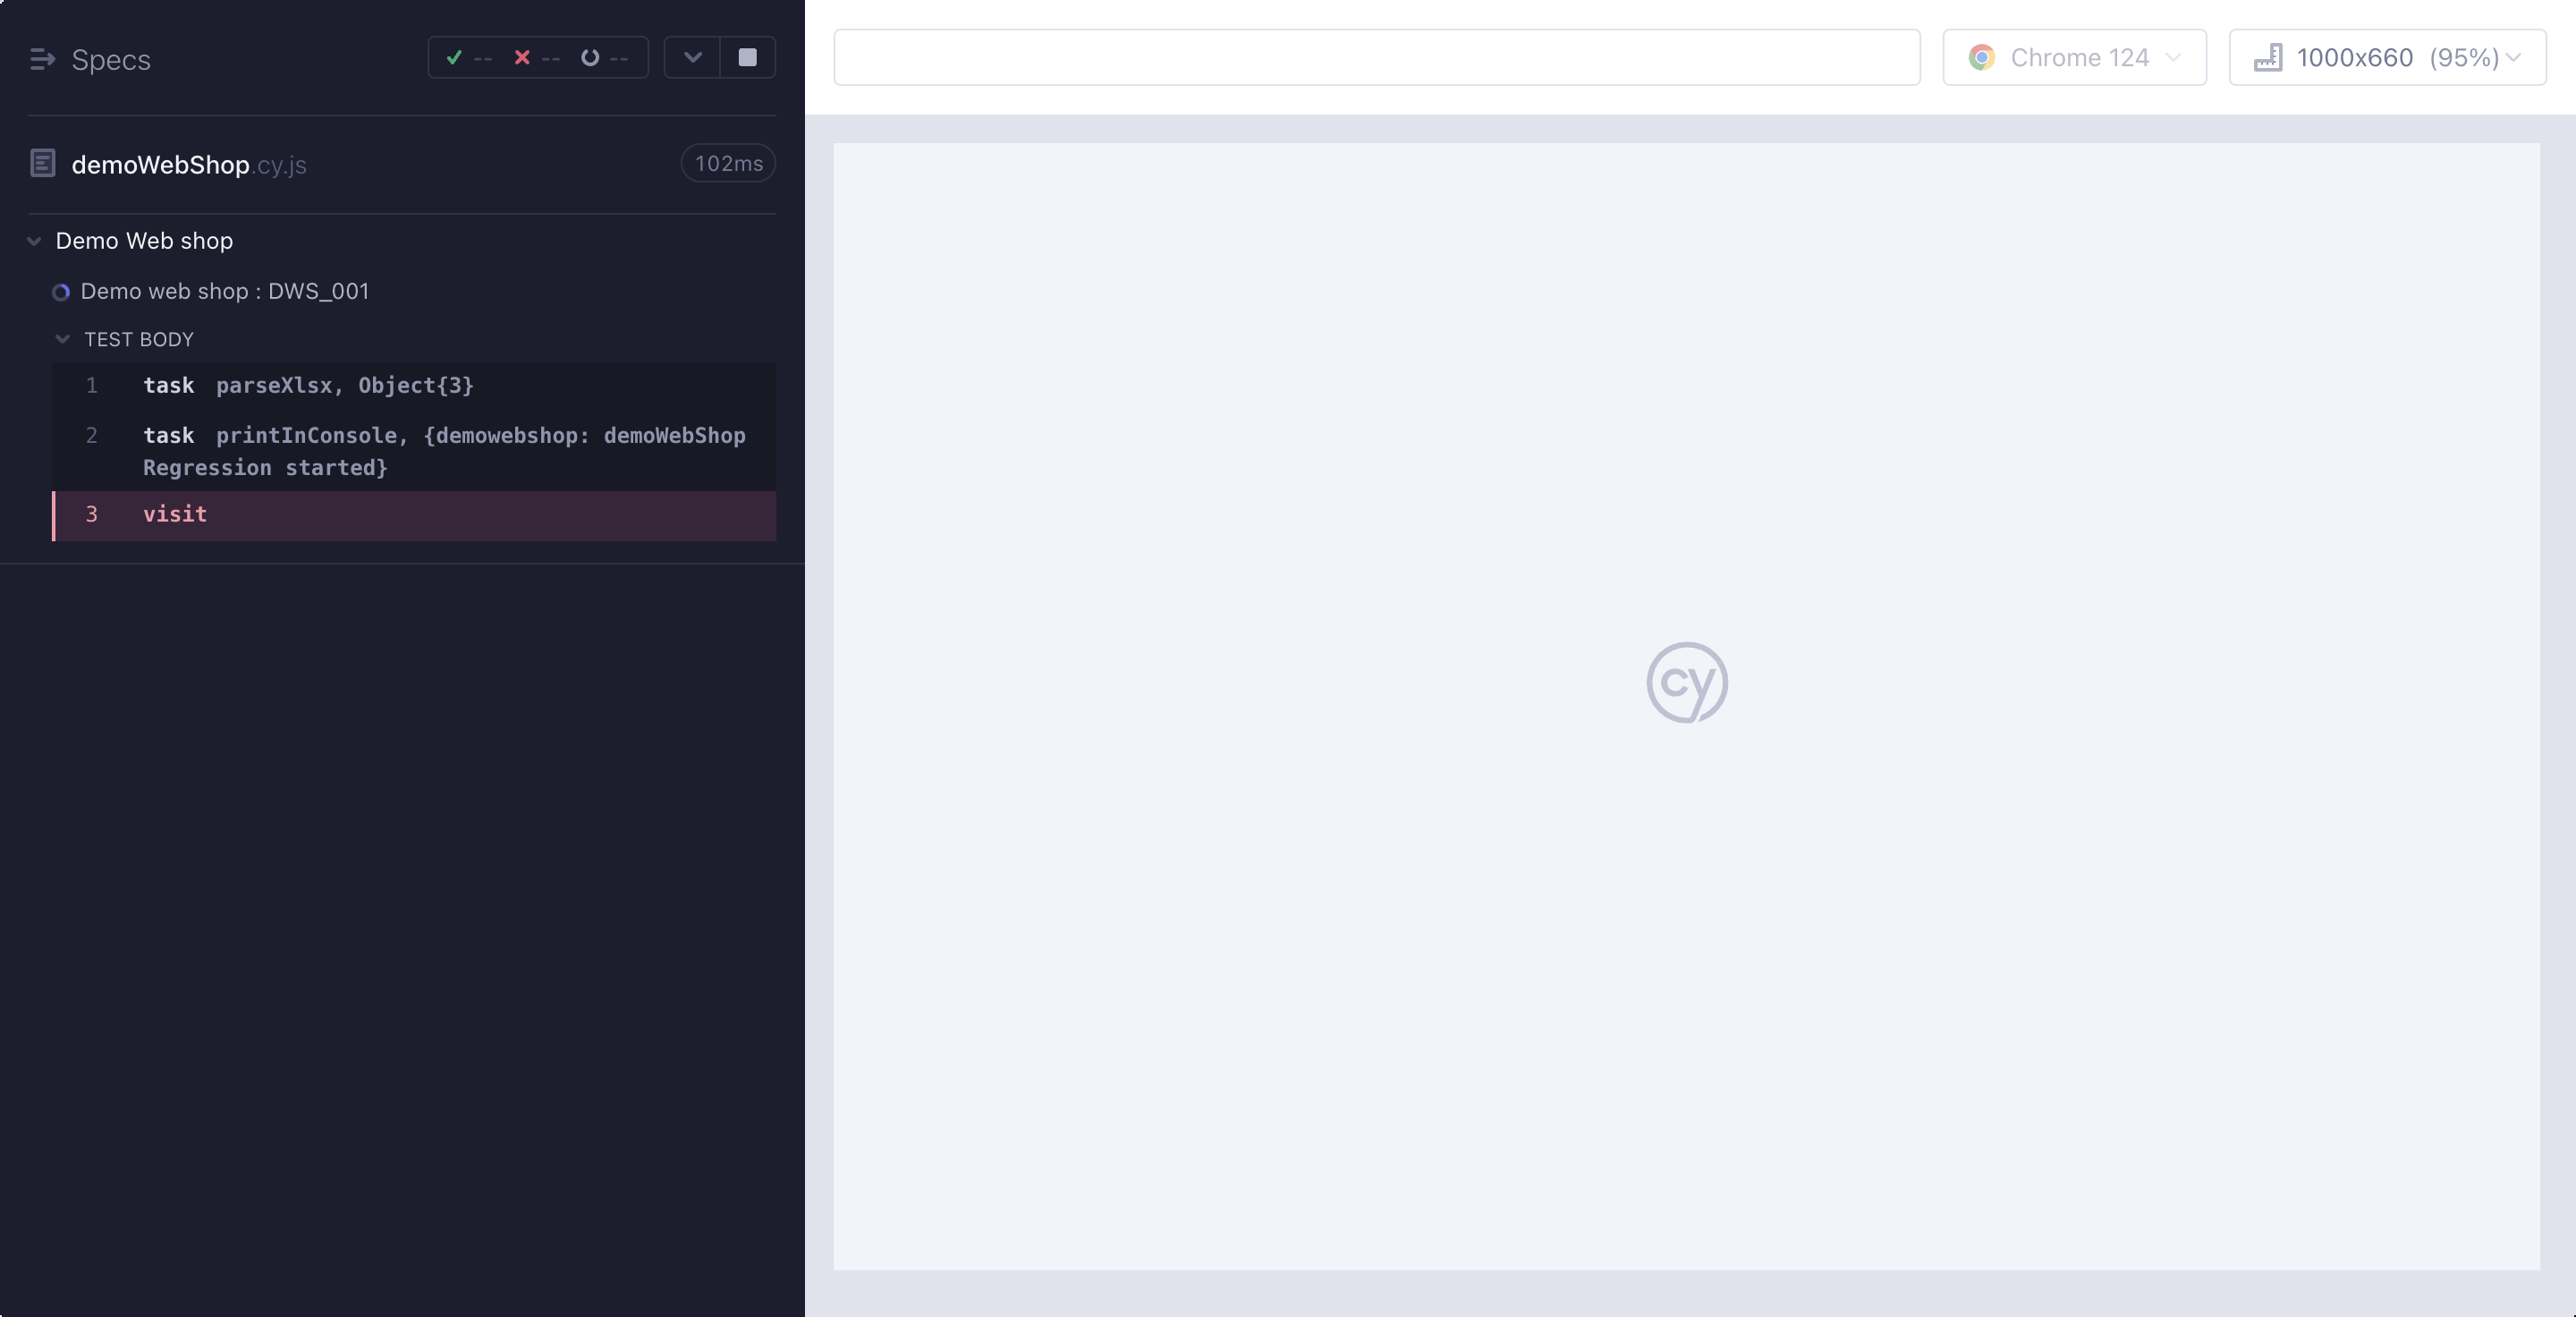 Specs
-- -- --
demoWebShop.cy.js 102ms
Demo Web shop
Demo web shop : DWS_001
TEST BODY
1 task parseXlsx, Object{3}
2 task printInConsole, {demowebshop: demoWebShop
Regression started}
3 visit
Chrome 124
1000x660 (95%)
cy